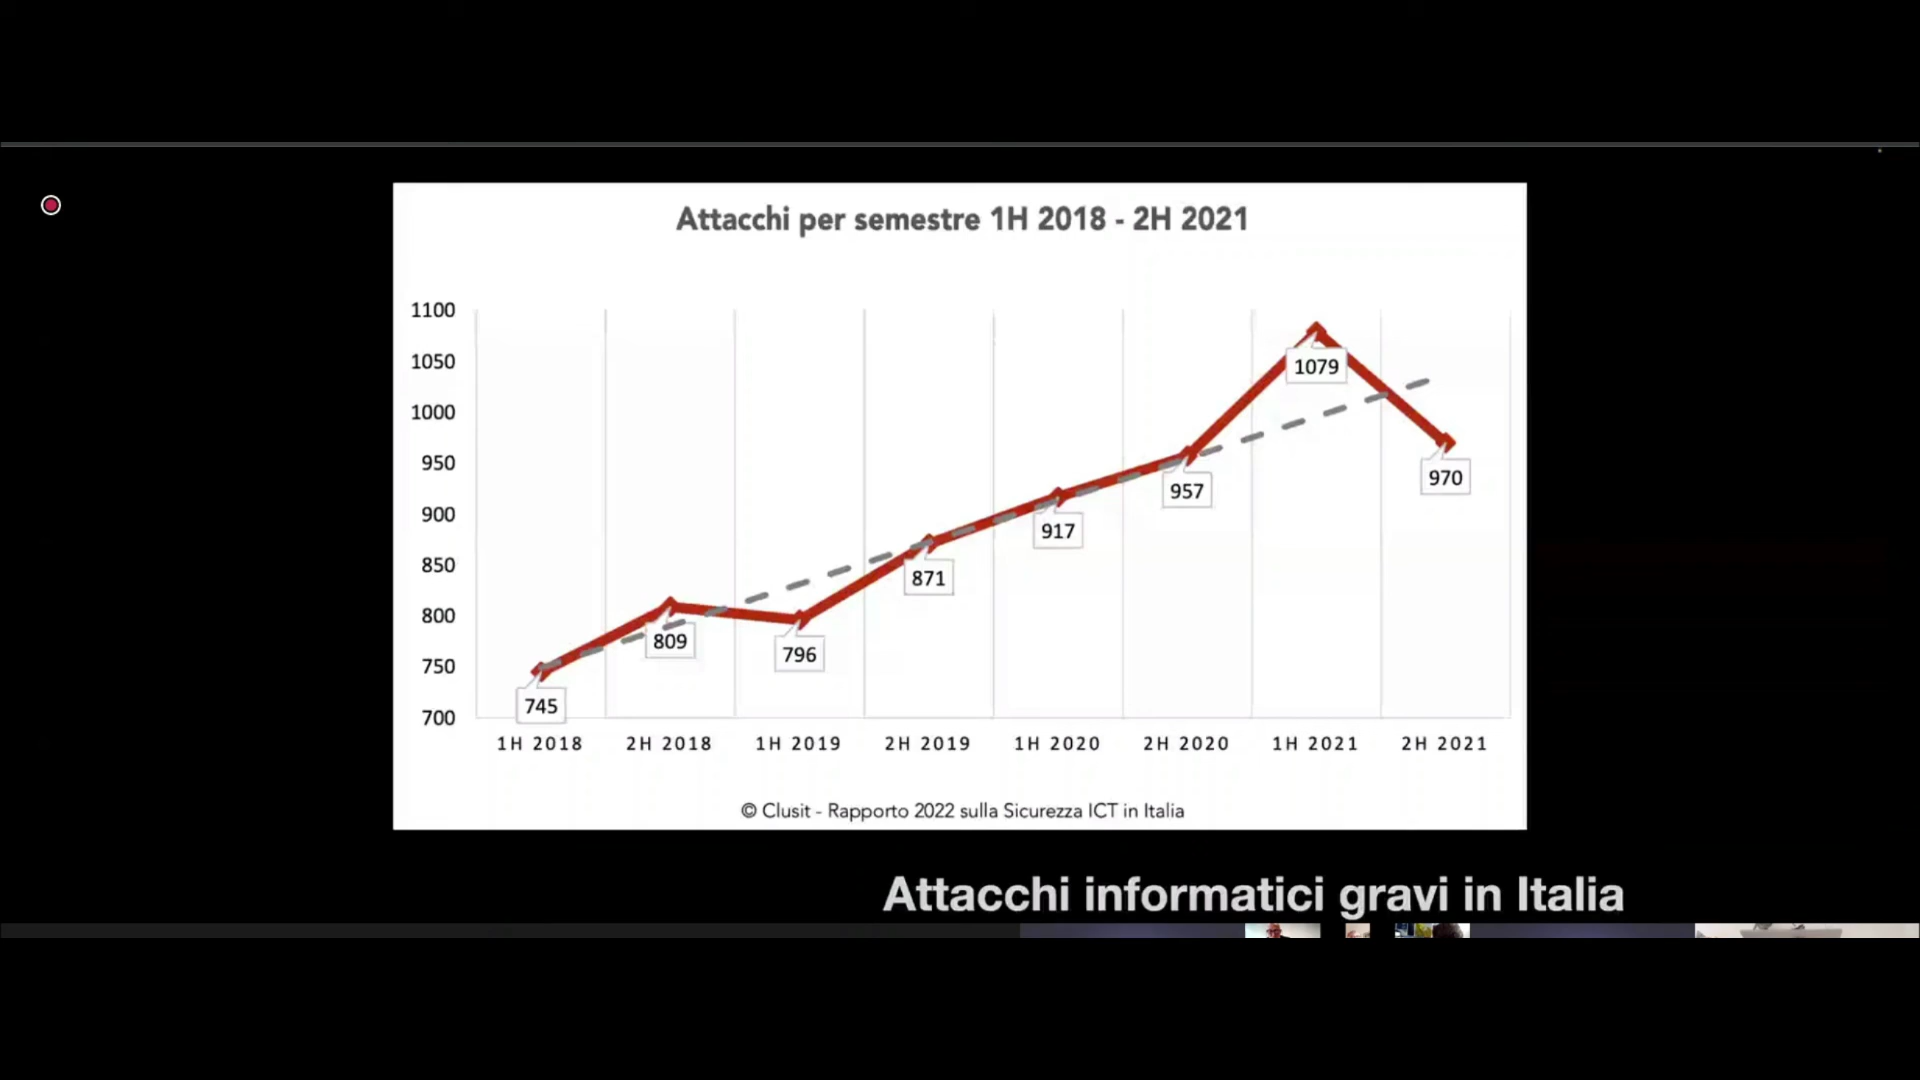 Attacchi per semestre 1H 2018 - 2H 2021
1100
1050
1000
950
900
850
800
750
700
745
809
796
871
917
957
1079
970
1H 2018
2H 2018
1H 2019
2H 2019
1H 2020
2H 2020
1H 2021
2H 2021
© Clusit - Rapporto 2022 sulla Sicurezza ICT in Italia
Attacchi informatici gravi in Italia